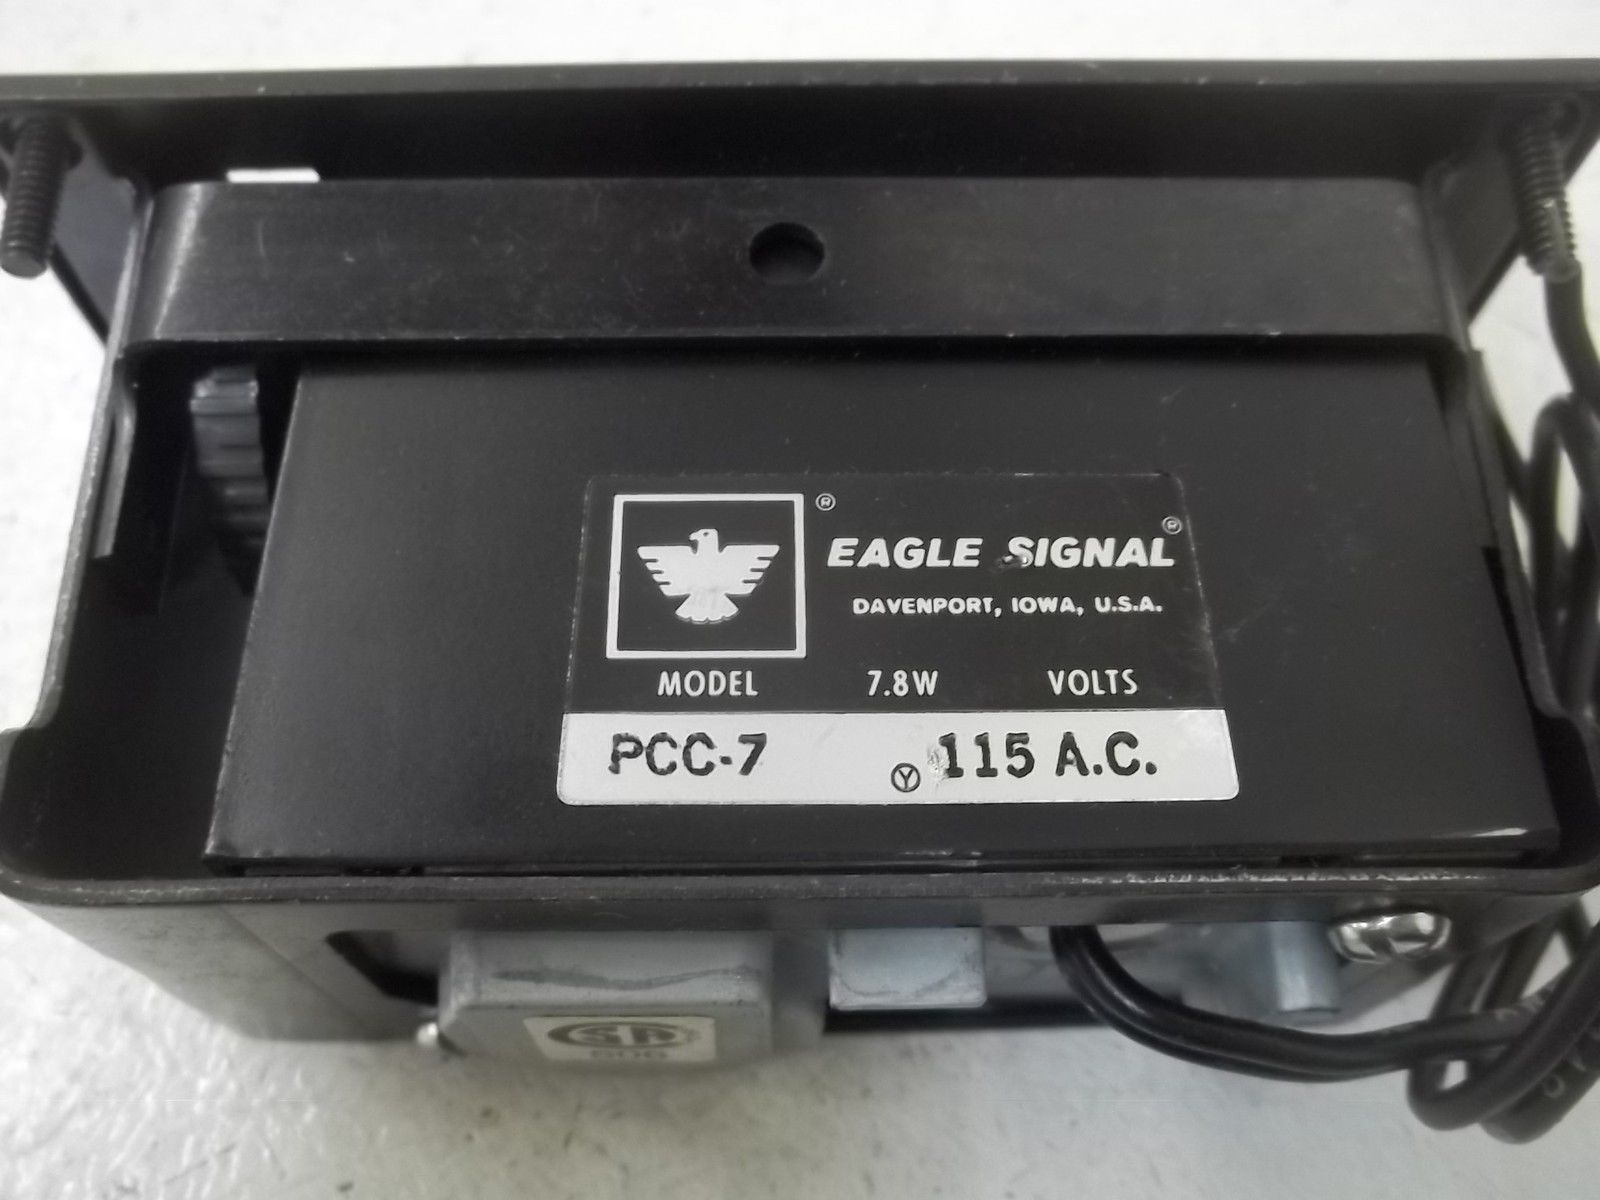 ®
EAGLE SIGNAL®
DAVENPORT, IOWA, U.S.A.
MODEL 7.8W VOLTS
PCC-7 Ⓨ 115 A.C.